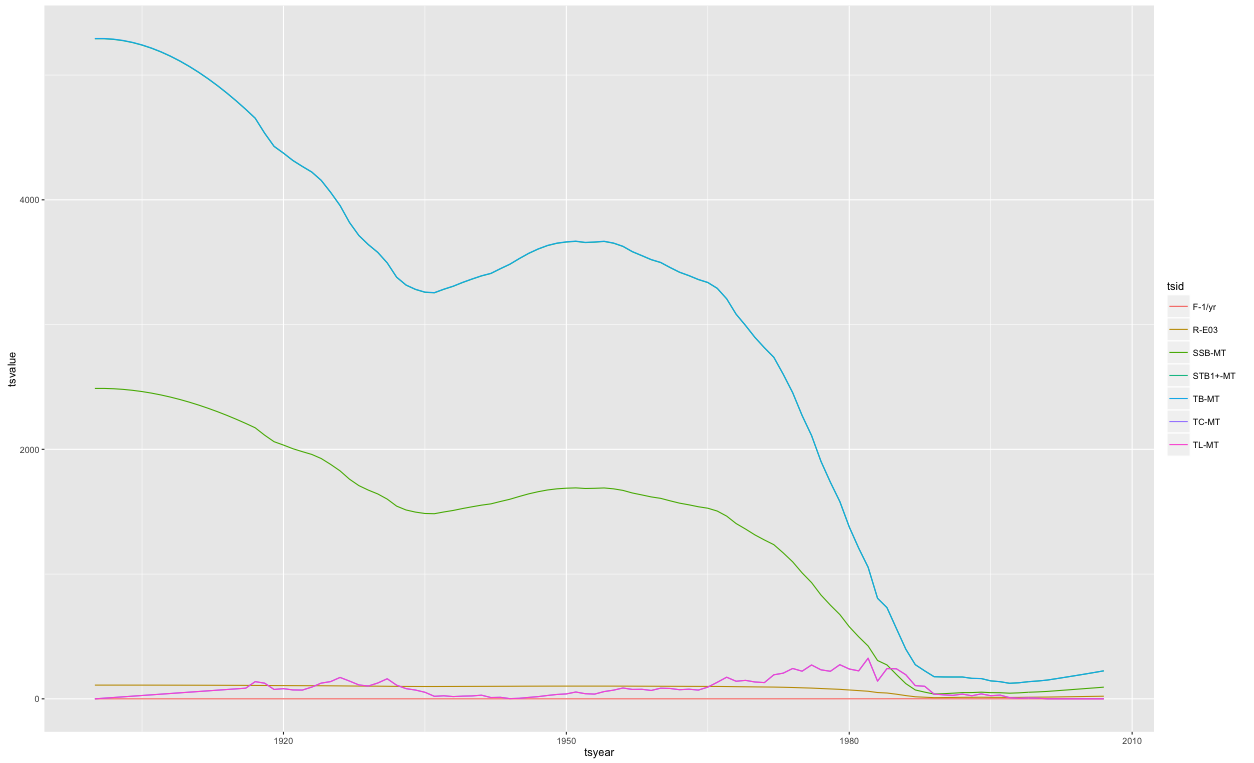 tsvalue
4000
2000
0
1920
1950
1980
2010
tsyear
tsid
F-1/yr
R-E03
SSB-MT
STB1+-MT
TB-MT
TC-MT
TL-MT